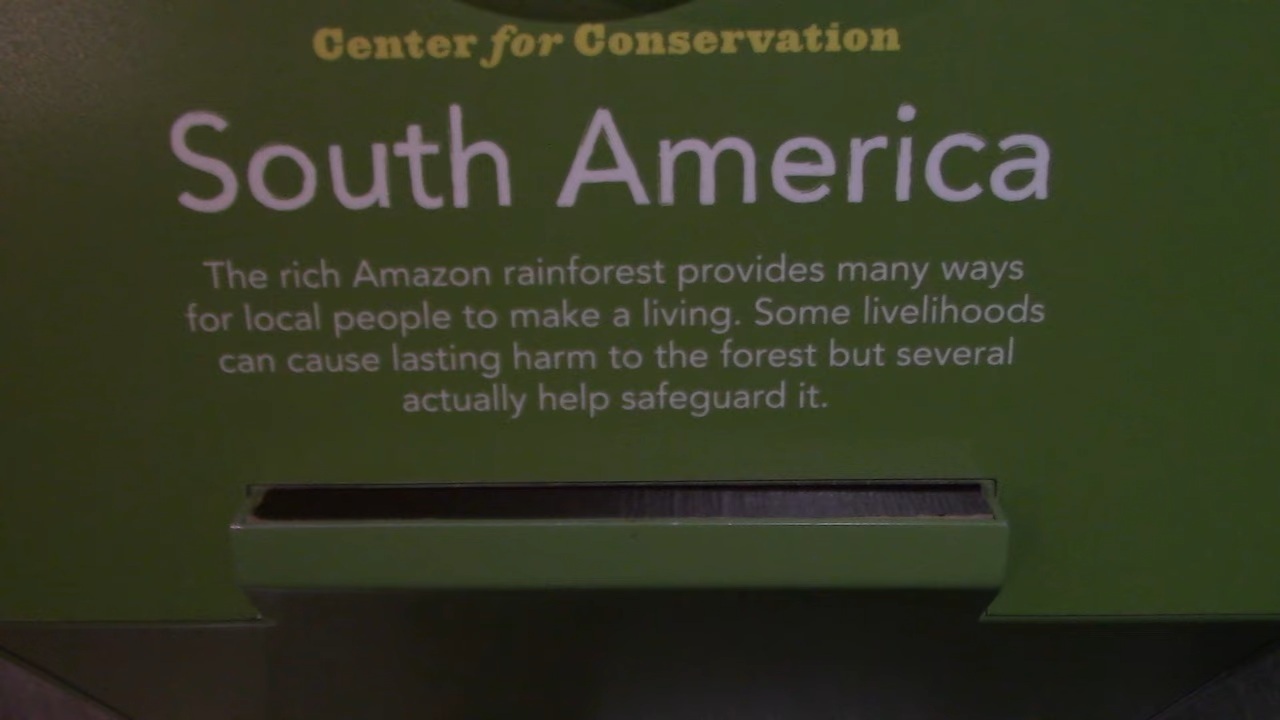 Center for Conservation
South America
The rich Amazon rainforest provides many ways
for local people to make a living. Some livelihoods
can cause lasting harm to the forest but several
actually help safeguard it.